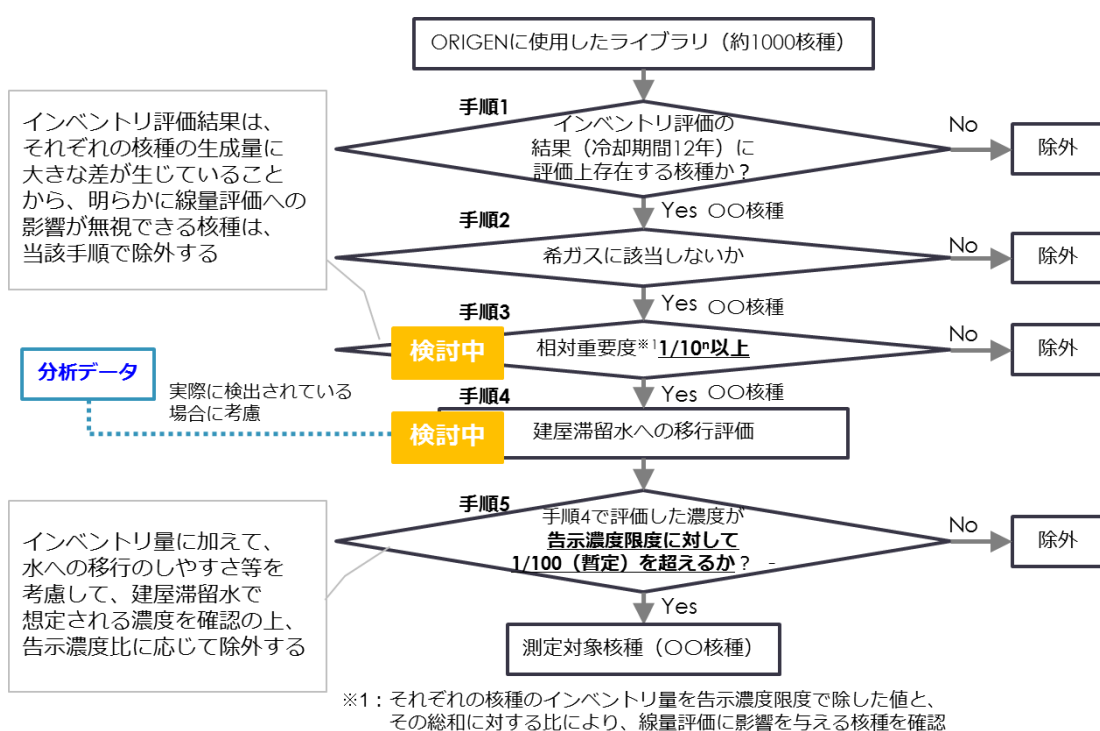 ORIGENに使用したライブラリ（約1000核種）
手順1
インベントリ評価の
結果（冷却期間12年）に
評価上存在する核種か？
No
除外
インベントリ評価結果は、
それぞれの核種の生成量に
大きな差が生じていること
から、明らかに線量評価への
影響が無視できる核種は、
当該手順で除外する
Yes 〇〇核種
手順2
希ガスに該当しないか
No
除外
Yes 〇〇核種
手順3
検討中
相対重要度※1 1/10ⁿ以上
No
除外
Yes 〇〇核種
分析データ
実際に検出されている
場合に考慮
手順4
検討中
建屋滞留水への移行評価
手順5
手順4で評価した濃度が
告示濃度限度に対して
1/100（暫定）を超えるか？ -
No
除外
インベントリ量に加えて、
水への移行のしやすさ等を
考慮して、建屋滞留水で
想定される濃度を確認の上、
告示濃度比に応じて除外する
Yes
測定対象核種（〇〇核種）
※1：それぞれの核種のインベントリ量を告示濃度限度で除した値と、
その総和に対する比により、線量評価に影響を与える核種を確認